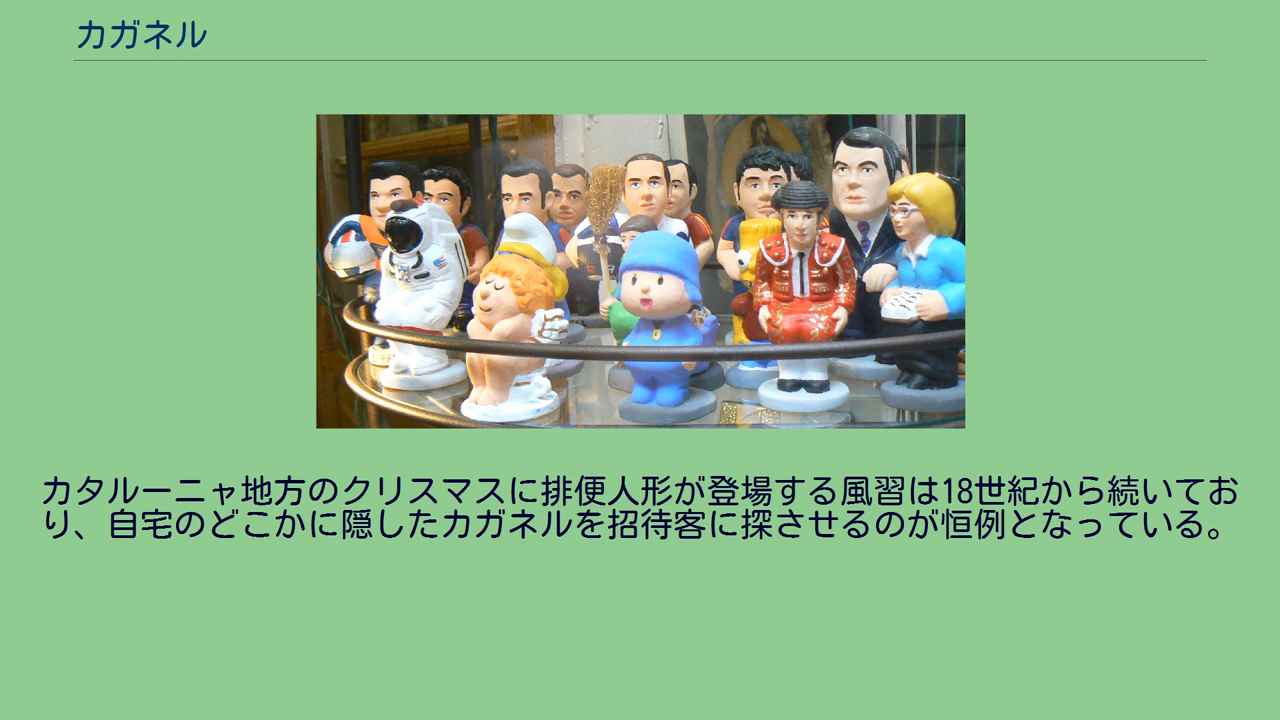 カガネル
カタルーニャ地方のクリスマスに排便人形が登場する風習は18世紀から続いてお
り、自宅のどこかに隠したカガネルを招待客に探させるのが恒例となっている。